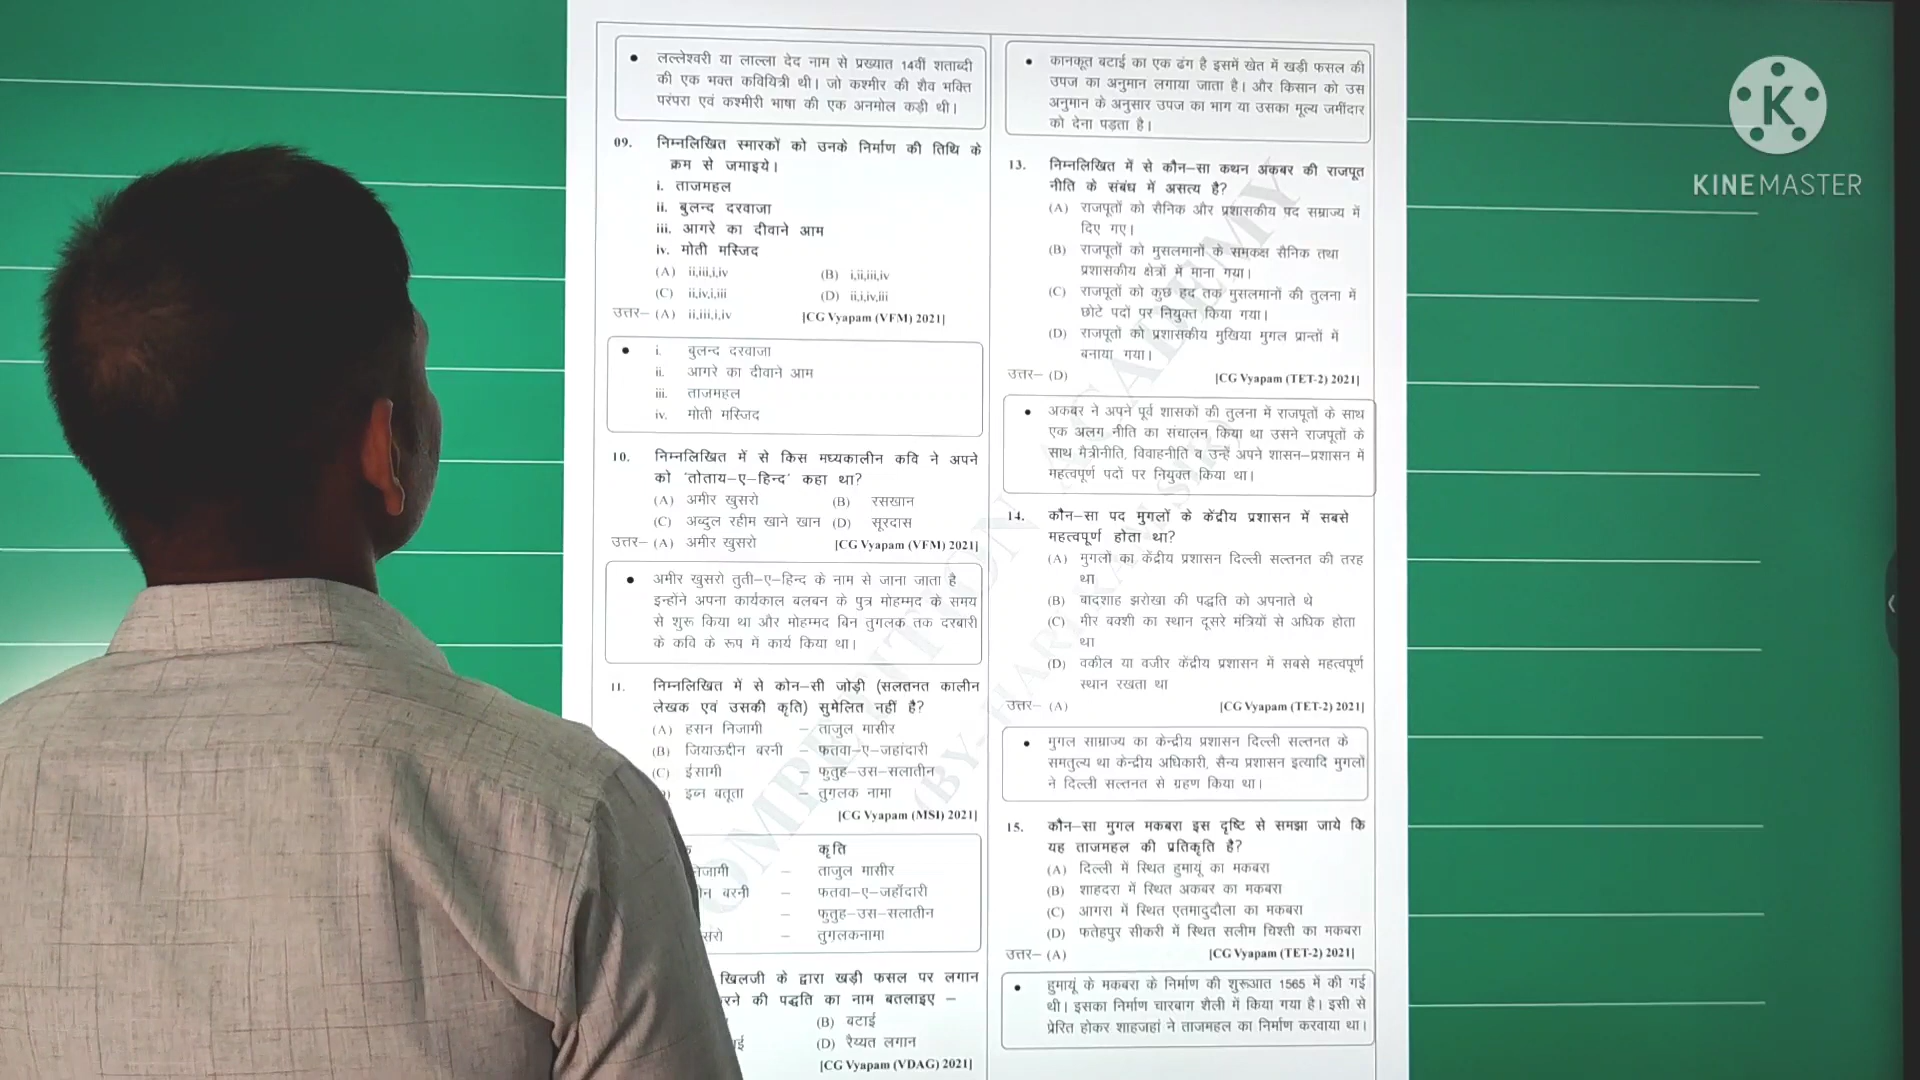 लल्लेश्वरी या लाल्ला देद नाम से प्रख्यात 14वीं शताब्दी
की एक भक्त कवियित्री थी। जो कश्मीर की शैव भक्ति
परंपरा एवं कश्मीरी भाषा की एक अनमोल कड़ी थी।
09. निम्नलिखित स्मारकों को उनके निर्माण की तिथि के
क्रम से जमाइये।
i. ताजमहल
ii. बुलन्द दरवाजा
iii. आगरे का दीवाने आम
iv. मोती मस्जिद
(A) ii,iii,i,iv (B) i,ii,iii,iv
(C) ii,iv,i,iii (D) ii,i,iv,iii
उत्तर– (A) ii,iii,i,iv [CG Vyapam (VFM) 2021]
i. बुलन्द दरवाजा
ii. आगरे का दीवाने आम
iii. ताजमहल
iv. मोती मस्जिद
10. निम्नलिखित में से किस मध्यकालीन कवि ने अपने
को 'तोताय–ए–हिन्द' कहा था?
(A) अमीर खुसरो (B) रसखान
(C) अब्दुल रहीम खाने खान (D) सूरदास
उत्तर– (A) अमीर खुसरो [CG Vyapam (VFM) 2021]
अमीर खुसरो तुती–ए–हिन्द के नाम से जाना जाता है
इन्होंने अपना कार्यकाल बलबन के पुत्र मोहम्मद के समय
से शुरू किया था और मोहम्मद बिन तुगलक तक दरबारी
के कवि के रूप में कार्य किया था।
11. निम्नलिखित में से कोन–सी जोड़ी (सलतनत कालीन
लेखक एवं उसकी कृति) सुमेलित नहीं है?
(A) हसन निजामी – ताजुल मासीर
(B) जियाऊद्दीन बरनी – फतवा–ए–जहांदारी
(C) ईसागी – फुतुह–उस–सलातीन
) इब्न बतूता – तुगलक नामा
[CG Vyapam (MSI) 2021]
कृति
– ताजुल मासीर
बरनी – फतवा–ए–जहाँदारी
– फुतुह–उस–सलातीन
– तुगलकनामा
खिलजी के द्वारा खड़ी फसल पर लगान
की पद्धति का नाम बतलाइए –
(B) बटाई
(D) रैय्यत लगान
[CG Vyapam (VDAG) 2021]
कानकूत बटाई का एक ढंग है इसमें खेत में खड़ी फसल की
उपज का अनुमान लगाया जाता है। और किसान को उस
अनुमान के अनुसार उपज का भाग या उसका मूल्य जमींदार
को देना पड़ता है।
13. निम्नलिखित में से कौन–सा कथन अकबर की राजपूत
नीति के संबंध में असत्य है?
(A) राजपूतों को सैनिक और प्रशासकीय पद सम्राज्य में
दिए गए।
(B) राजपूतों को मुसलमानों के समकक्ष सैनिक तथा
प्रशासकीय क्षेत्रों में माना गया।
(C) राजपूतों को कुछ हद तक मुसलमानों की तुलना में
छोटे पदों पर नियुक्त किया गया।
(D) राजपूतों को प्रशासकीय मुखिया मुगल प्रान्तों में
बनाया गया।
उत्तर– (D) [CG Vyapam (TET-2) 2021]
अकबर ने अपने पूर्व शासकों की तुलना में राजपूतों के साथ
एक अलग नीति का संचालन किया था उसने राजपूतों के
साथ मैत्रीनीति, विवाहनीति व उन्हें अपने शासन–प्रशासन में
महत्वपूर्ण पदों पर नियुक्त किया था।
14. कौन–सा पद मुगलों के केंद्रीय प्रशासन में सबसे
महत्वपूर्ण होता था?
(A) मुगलों का केंद्रीय प्रशासन दिल्ली सल्तनत की तरह
था
(B) बादशाह झरोखा की पद्धति को अपनाते थे
(C) मीर बक्शी का स्थान दूसरे मंत्रियों से अधिक होता
था
(D) वकील या वजीर केंद्रीय प्रशासन में सबसे महत्वपूर्ण
स्थान रखता था
उत्तर– (A) [CG Vyapam (TET-2) 2021]
मुगल साम्राज्य का केन्द्रीय प्रशासन दिल्ली सल्तनत के
समतुल्य था केन्द्रीय अधिकारी, सैन्य प्रशासन इत्यादि मुगलों
ने दिल्ली सल्तनत से ग्रहण किया था।
15. कौन–सा मुगल मकबरा इस दृष्टि से समझा जाये कि
यह ताजमहल की प्रतिकृति है?
(A) दिल्ली में स्थित हुमायूं का मकबरा
(B) शाहदरा में स्थित अकबर का मकबरा
(C) आगरा में स्थित एतमादुदौला का मकबरा
(D) फतेहपुर सीकरी में स्थित सलीम चिश्ती का मकबरा
उत्तर– (A) [CG Vyapam (TET-2) 2021]
हुमायूं के मकबरा के निर्माण की शुरूआत 1565 में की गई
थी। इसका निर्माण चारबाग शैली में किया गया है। इसी से
प्रेरित होकर शाहजहां ने ताजमहल का निर्माण करवाया था।
K
KINEMASTER